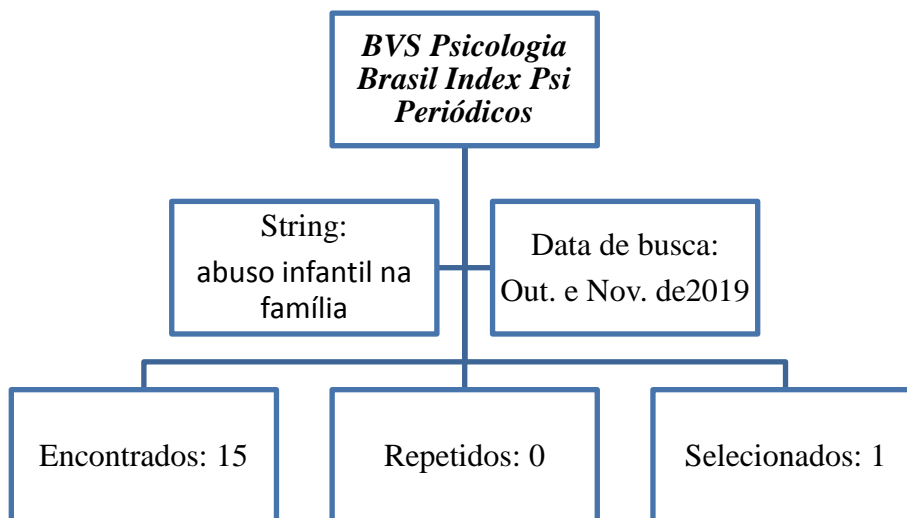 BVS Psicologia
Brasil Index Psi
Periódicos
String:
abuso infantil na
família
Data de busca:
Out. e Nov. de2019
Encontrados: 15
Repetidos: 0
Selecionados: 1